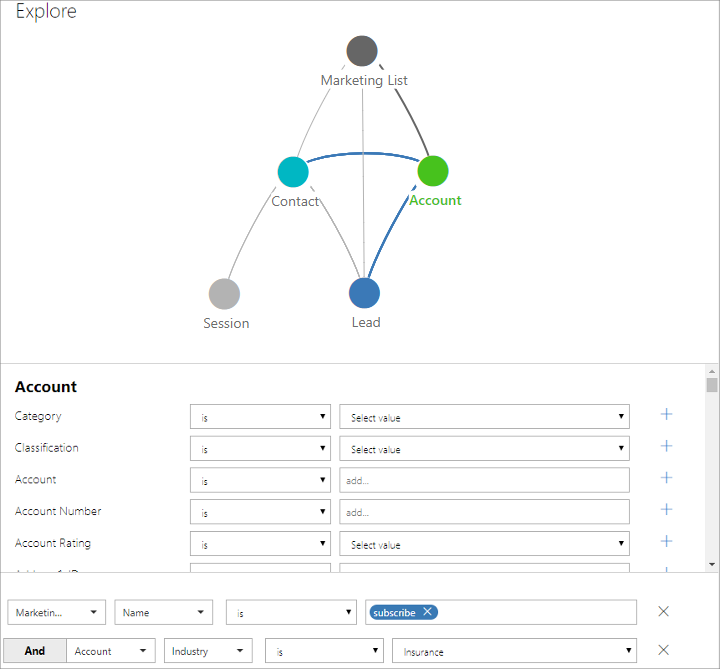 Explore
Marketing List
Contact
Account
Session
Lead
Account
Category is Select value
Classification is Select value
Account is add...
Account Number is add...
Account Rating is Select value
Marketin... Name is subscribe
And Account Industry is Insurance